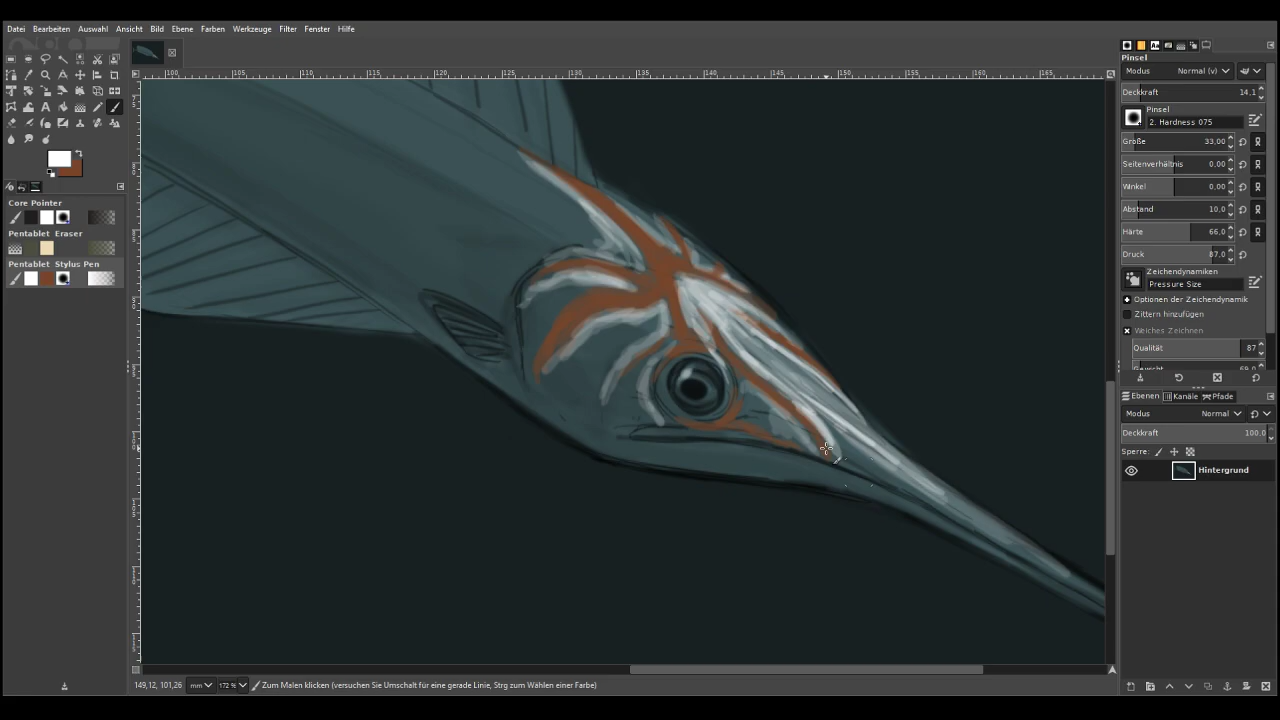 Datei Bearbeiten Auswahl Ansicht Bild Ebene Farben Werkzeuge Filter Fenster Hilfe
100 105 110 115 120 125 130 135 140 145 150 155 160 165
Core Pointer
Pentablet Eraser
Pentablet Stylus Pen
Pinsel
Modus Normal (v)
Deckkraft 14,1
Pinsel
2. Hardness 075
Größe 33,00
Seitenverhältnis 0,00
Winkel 0,00
Abstand 10,0
Härte 66,0
Druck 87,0
Zeichendynamiken
Pressure Size
Optionen der Zeichendynamik
Zittern hinzufügen
Weiches Zeichnen
Qualität 87
Ebenen Kanäle Pfade
Modus Normal
Deckkraft 100,0
Sperre:
Hintergrund
149,12, 101,26 mm 172 % Zum Malen klicken (versuchen Sie Umschalt für eine gerade Linie, Strg zum Wählen einer Farbe)